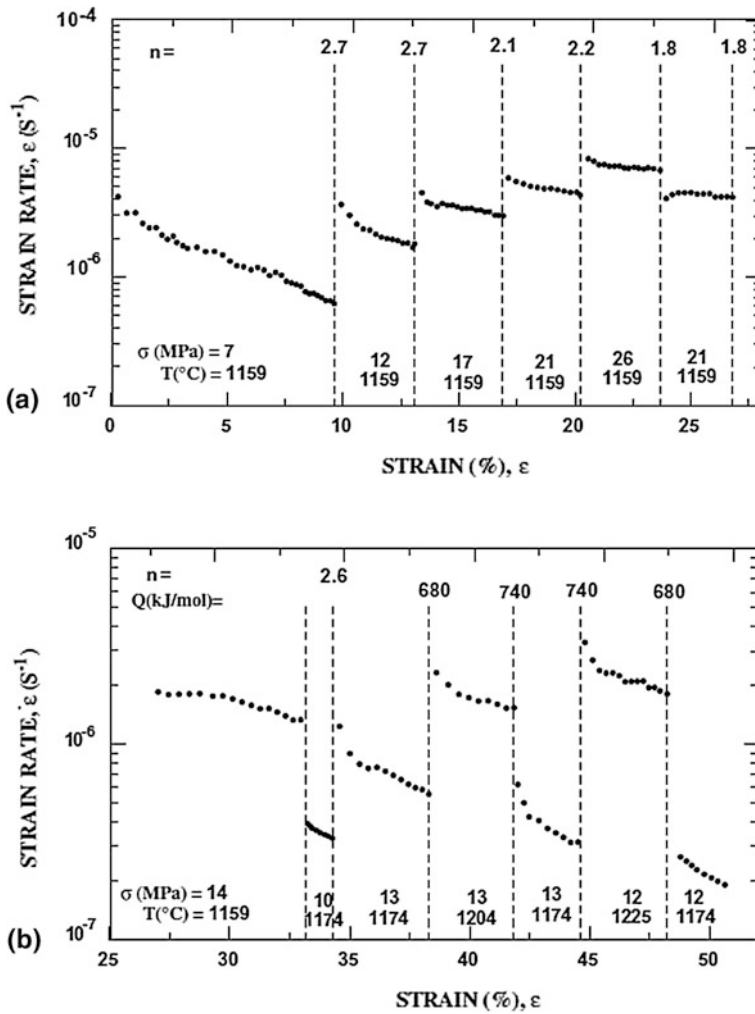 10-4
n= 2.7 2.7 2.1 2.2 1.8 1.8
10-5
STRAIN RATE, ε (S-1)
10-6
σ (MPa) = 7 12 17 21 26 21
T(°C) = 1159 1159 1159 1159 1159 1159
(a)
10-7
0 5 10 15 20 25
STRAIN (%), ε
10-5
n= 2.6
Q(kJ/mol)= 680 740 740 680
STRAIN RATE, ε̇ (S-1)
10-6
σ (MPa) = 14 10 13 13 13 12 12
T(°C) = 1159 1174 1174 1204 1174 1225 1174
(b)
10-7
25 30 35 40 45 50
STRAIN (%), ε